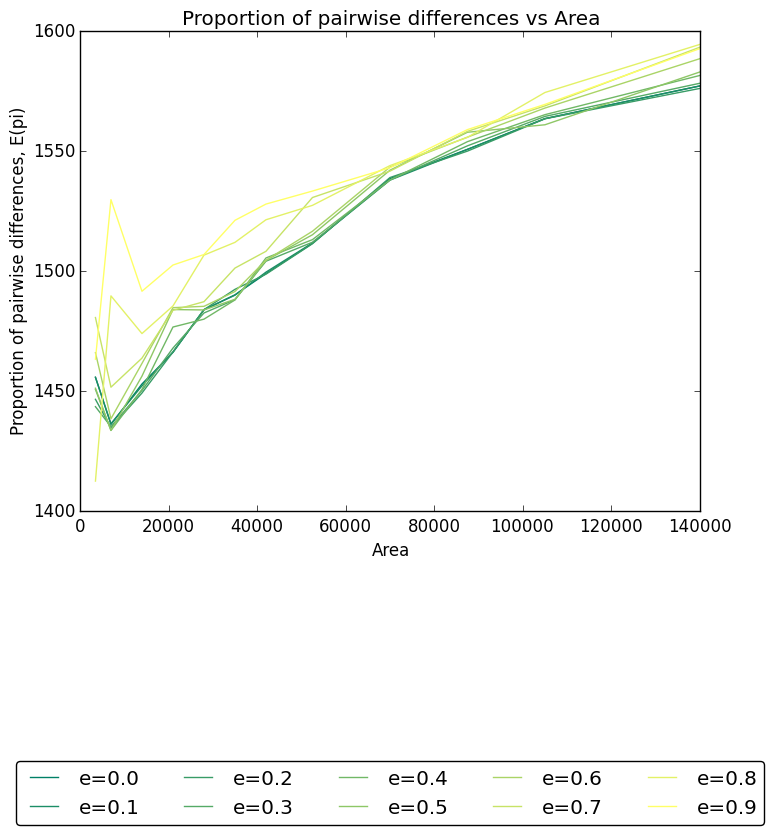 Proportion of pairwise differences vs Area
Proportion of pairwise differences, E(pi)
1600
1550
1500
1450
1400
0 20000 40000 60000 80000 100000 120000 140000
Area
e=0.0 e=0.2 e=0.4 e=0.6 e=0.8
e=0.1 e=0.3 e=0.5 e=0.7 e=0.9